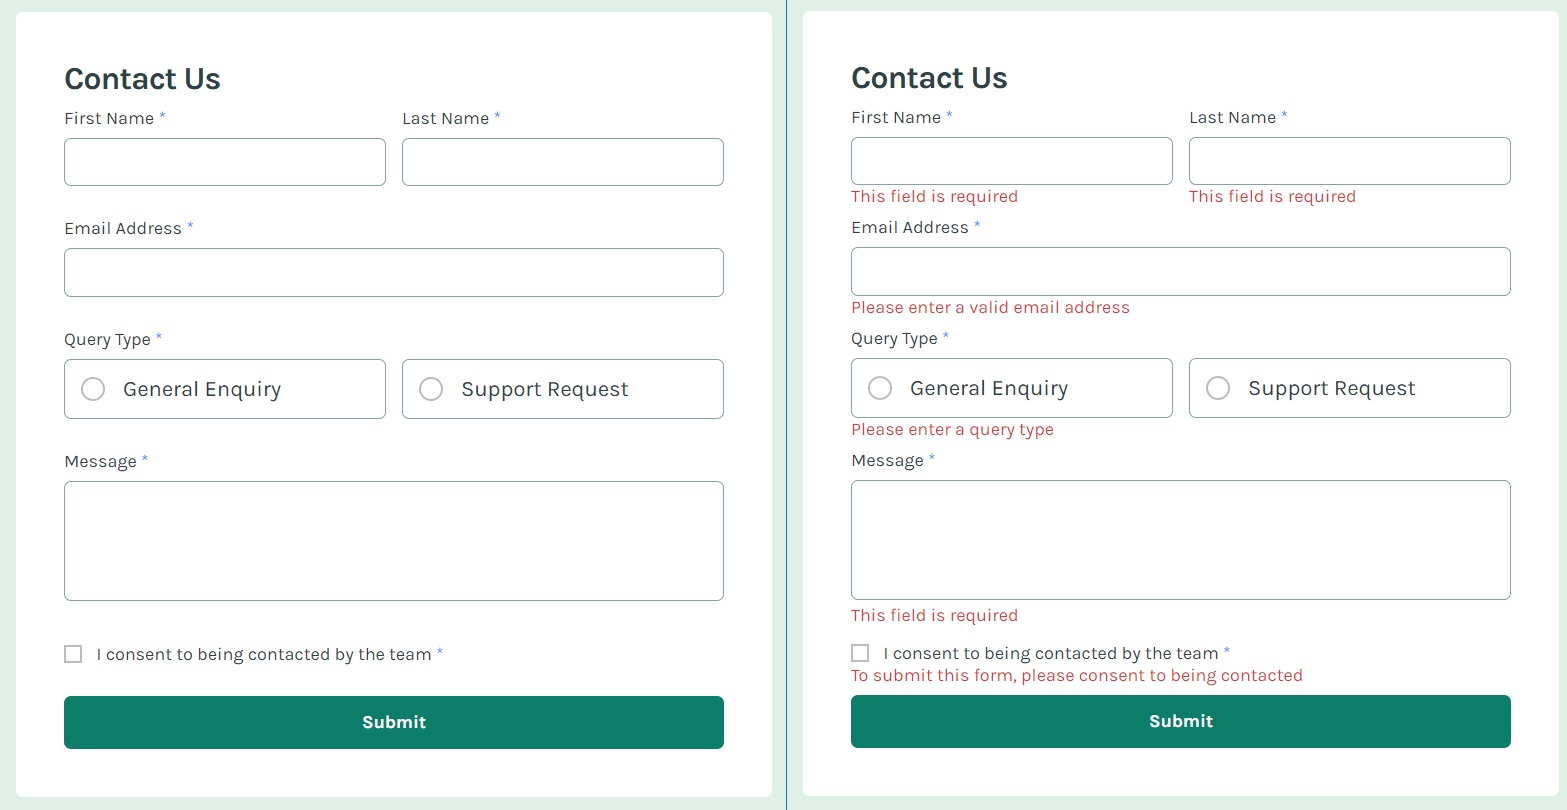 Contact Us
First Name * Last Name *
Email Address *
Query Type *
General Enquiry Support Request
Message *
I consent to being contacted by the team *
Submit
Contact Us
First Name * Last Name *
This field is required This field is required
Email Address *
Please enter a valid email address
Query Type *
General Enquiry Support Request
Please enter a query type
Message *
This field is required
I consent to being contacted by the team *
To submit this form, please consent to being contacted
Submit